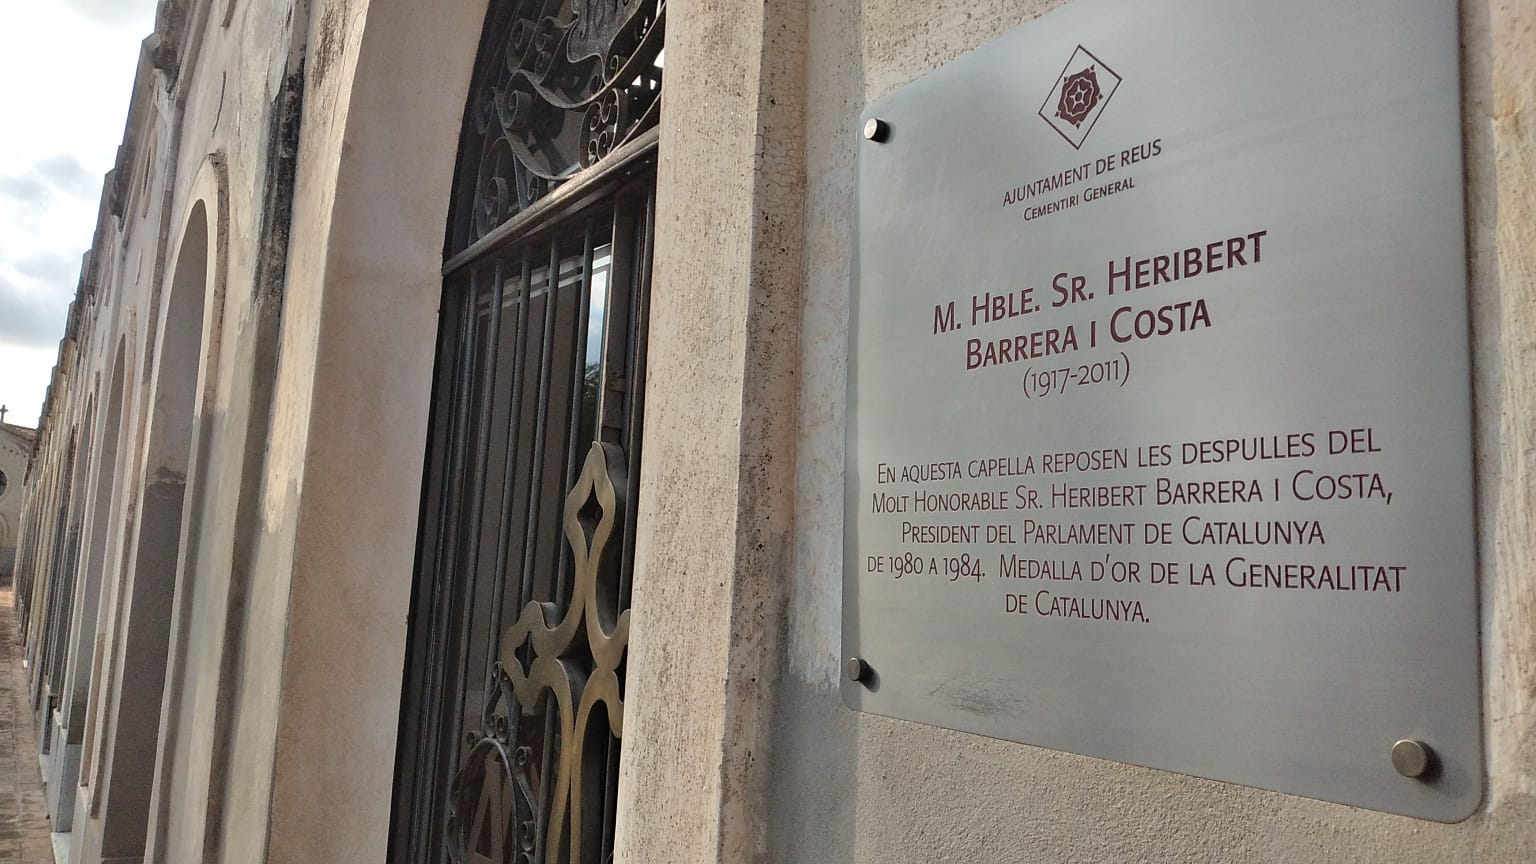 AJUNTAMENT DE REUS
CEMENTIRI GENERAL
M. HBLE. SR. HERIBERT
BARRERA I COSTA
(1917-2011)
EN AQUESTA CAPELLA REPOSEN LES DESPULLES DEL
MOLT HONORABLE SR. HERIBERT BARRERA I COSTA,
PRESIDENT DEL PARLAMENT DE CATALUNYA
DE 1980 A 1984. MEDALLA D'OR DE LA GENERALITAT
DE CATALUNYA.